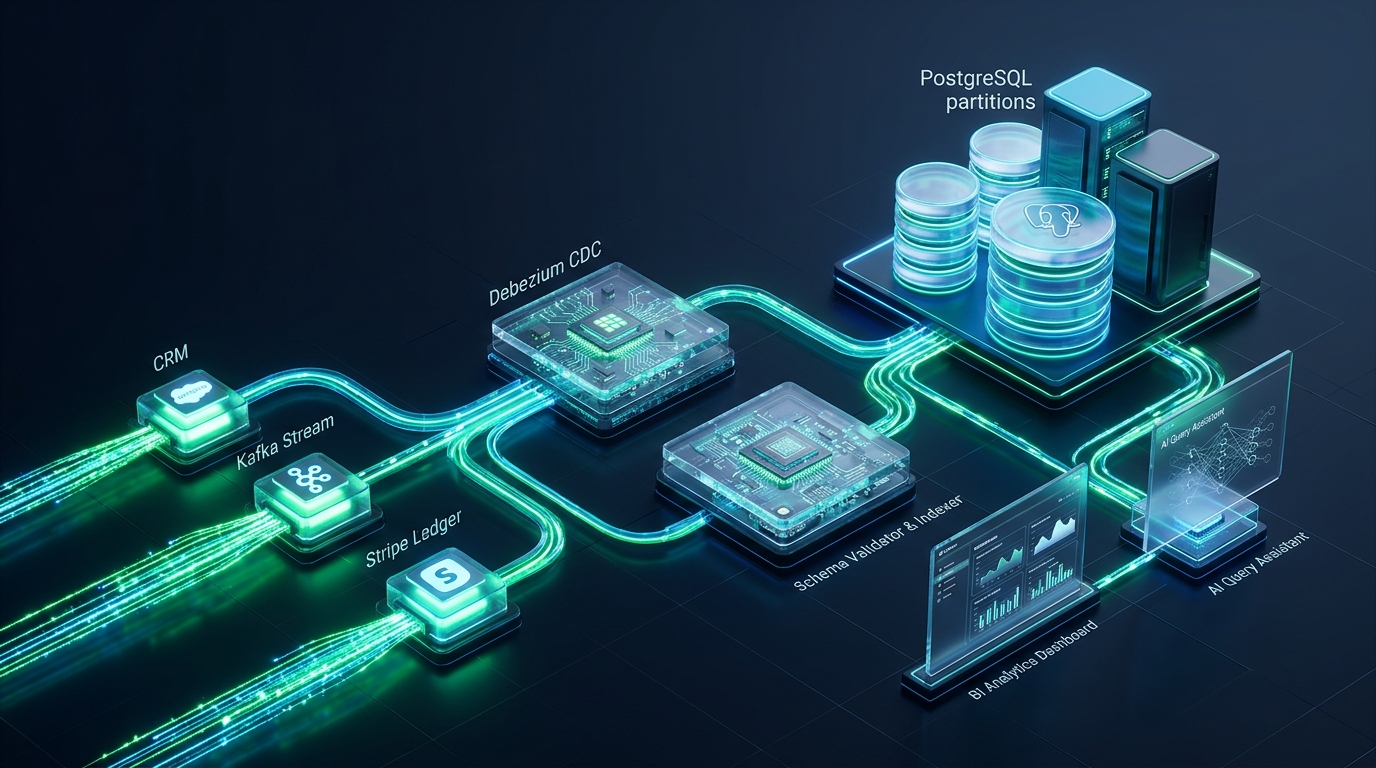 PostgreSQL
partitions
Debezium CDC
CRM
Kafka Stream
Stripe Ledger
S
Schema Validator & Indexer
AI Query Assistant
AI Query Assistant
BI Analytics Dashboard